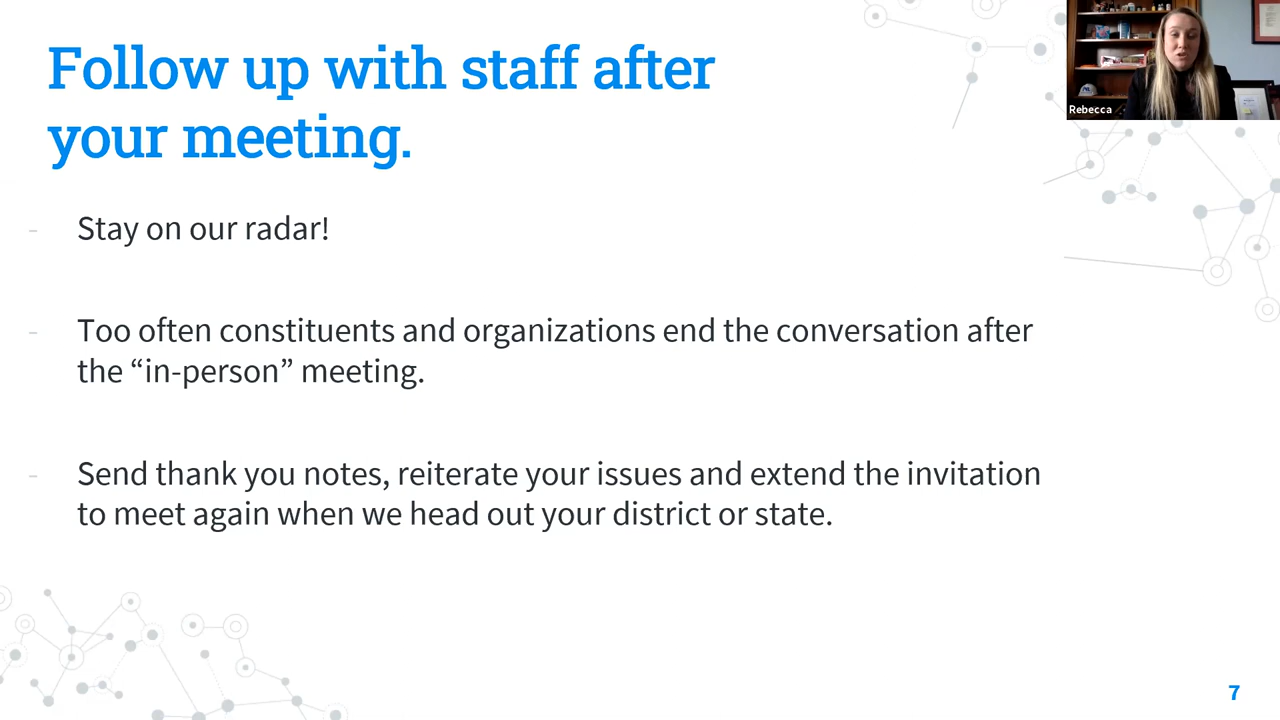 Follow up with staff after
your meeting.
Rebecca
- Stay on our radar!
- Too often constituents and organizations end the conversation after
the “in-person” meeting.
- Send thank you notes, reiterate your issues and extend the invitation
to meet again when we head out your district or state.
7